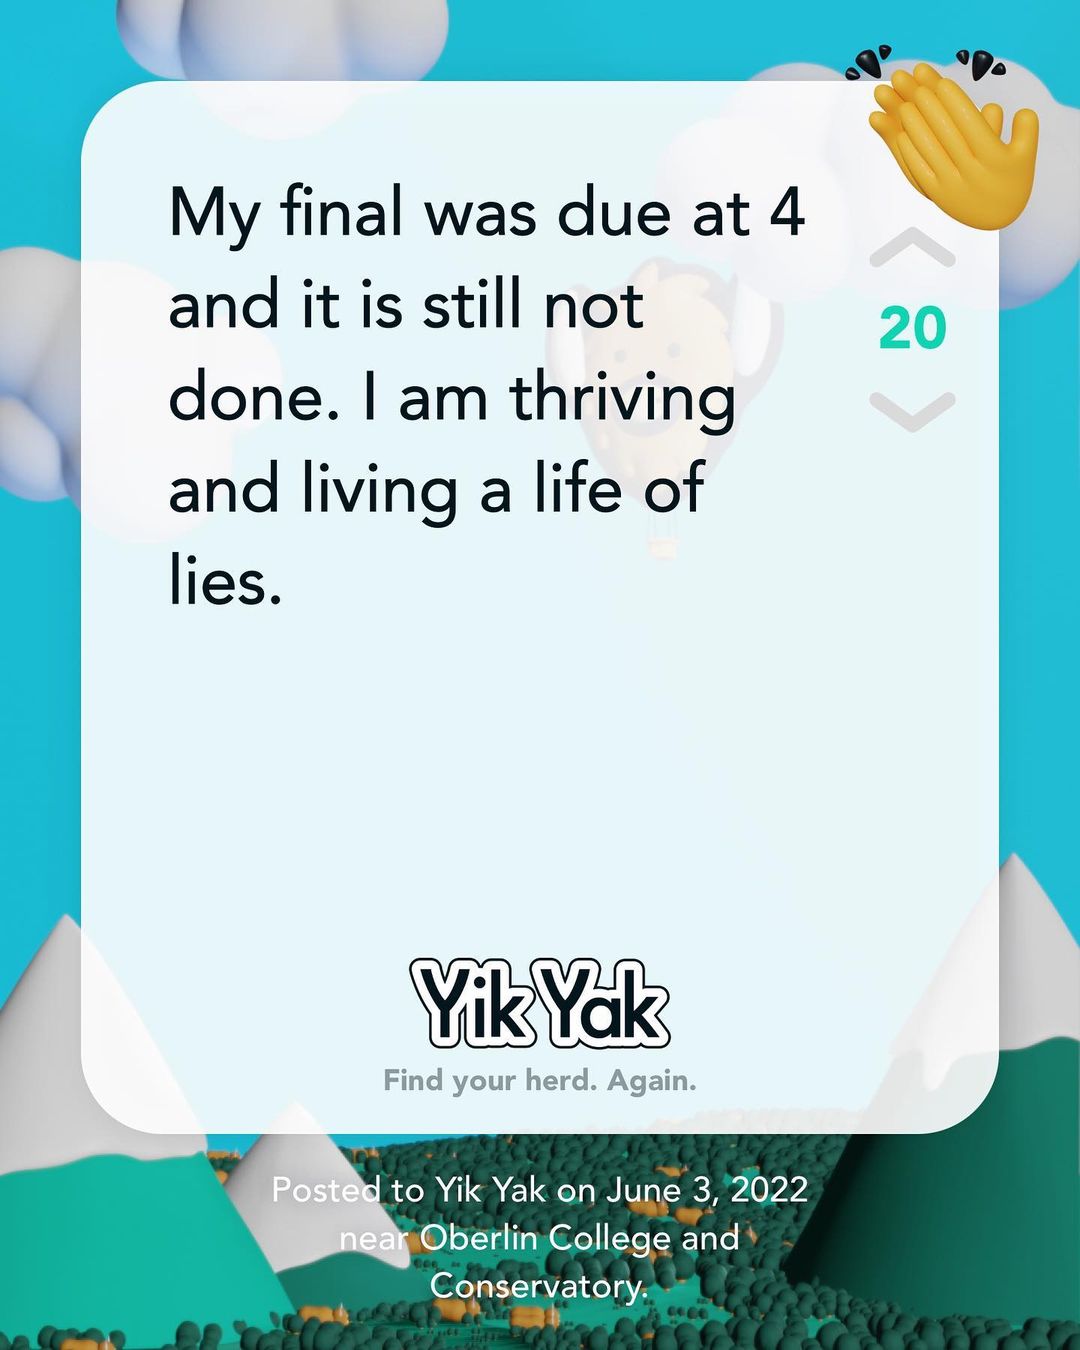 My final was due at 4
and it is still not
done. I am thriving
and living a life of
lies.
20
Yik Yak
Find your herd. Again.
Posted to Yik Yak on June 3, 2022
near Oberlin College and
Conservatory.